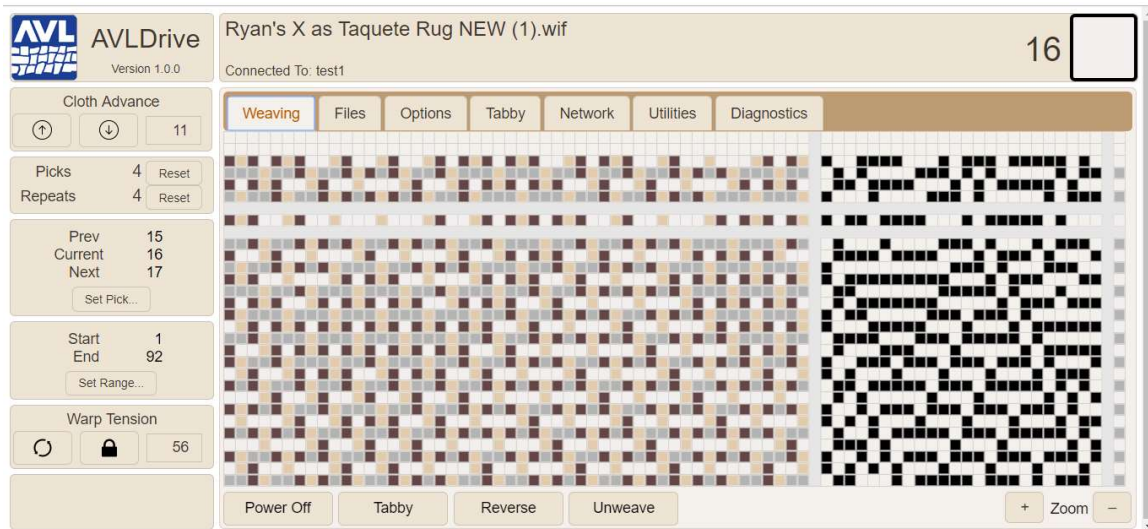 AVL
AVLDrive
Version 1.0.0
Ryan's X as Taquete Rug NEW (1).wif
Connected To: test1
16
Cloth Advance
11
Picks 4 Reset
Repeats 4 Reset
Prev 15
Current 16
Next 17
Set Pick...
Start 1
End 92
Set Range...
Warp Tension
56
Weaving Files Options Tabby Network Utilities Diagnostics
Power Off Tabby Reverse Unweave + Zoom -